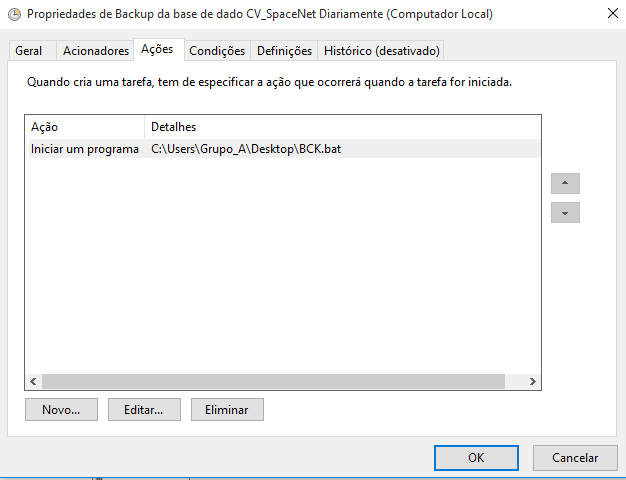 Propriedades de Backup da base de dado CV_SpaceNet Diariamente (Computador Local)
Geral Acionadores Ações Condições Definições Histórico (desativado)
Quando cria uma tarefa, tem de especificar a ação que ocorrerá quando a tarefa for iniciada.
Ação Detalhes
Iniciar um programa C:\Users\Grupo_A\Desktop\BCK.bat
Novo... Editar... Eliminar
OK Cancelar